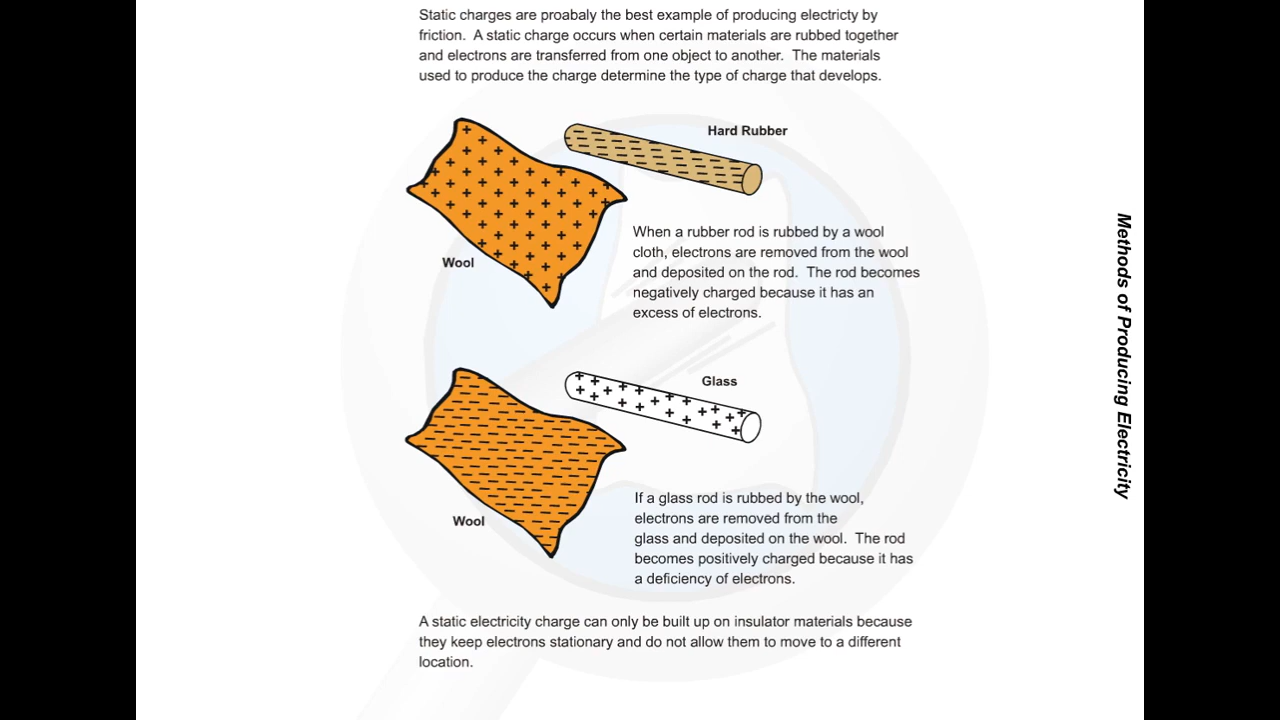 Static charges are proabaly the best example of producing electricty by
friction. A static charge occurs when certain materials are rubbed together
and electrons are transferred from one object to another. The materials
used to produce the charge determine the type of charge that develops.
Hard Rubber
Wool
When a rubber rod is rubbed by a wool
cloth, electrons are removed from the wool
and deposited on the rod. The rod becomes
negatively charged because it has an
excess of electrons.
Glass
Wool
If a glass rod is rubbed by the wool,
electrons are removed from the
glass and deposited on the wool. The rod
becomes positively charged because it has
a deficiency of electrons.
A static electricity charge can only be built up on insulator materials because
they keep electrons stationary and do not allow them to move to a different
location.
Methods of Producing Electricity